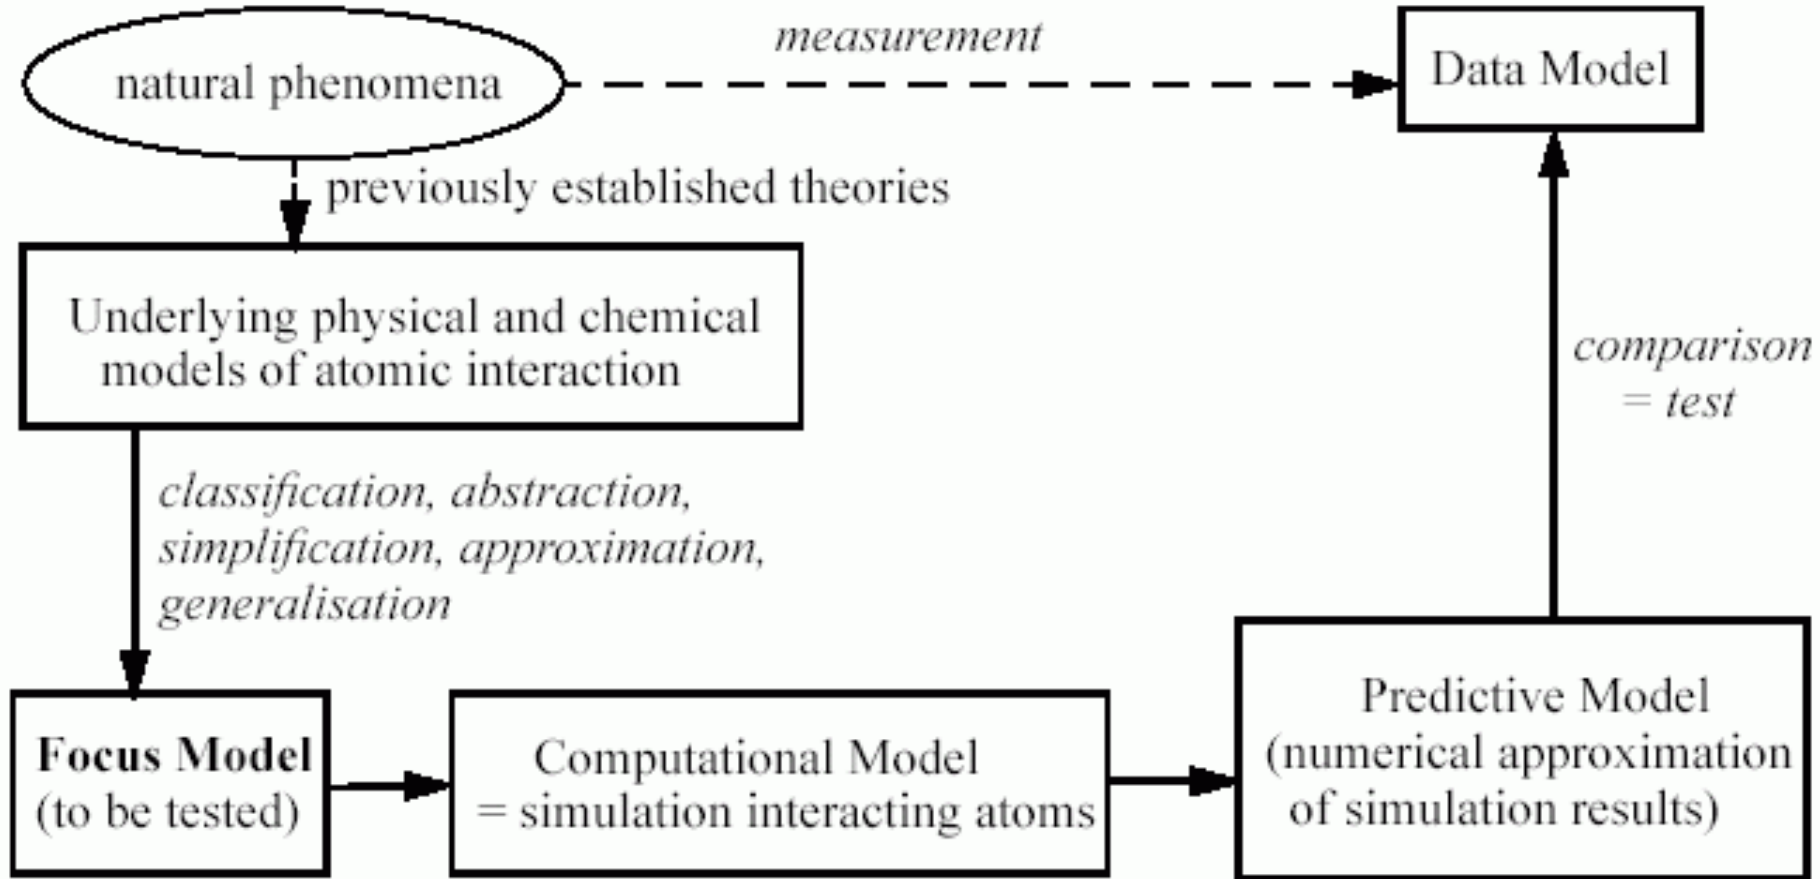 natural phenomena
measurement
Data Model
previously established theories
Underlying physical and chemical
models of atomic interaction
comparison
= test
classification, abstraction,
simplification, approximation,
generalisation
Focus Model
(to be tested)
Computational Model
= simulation interacting atoms
Predictive Model
(numerical approximation
of simulation results)